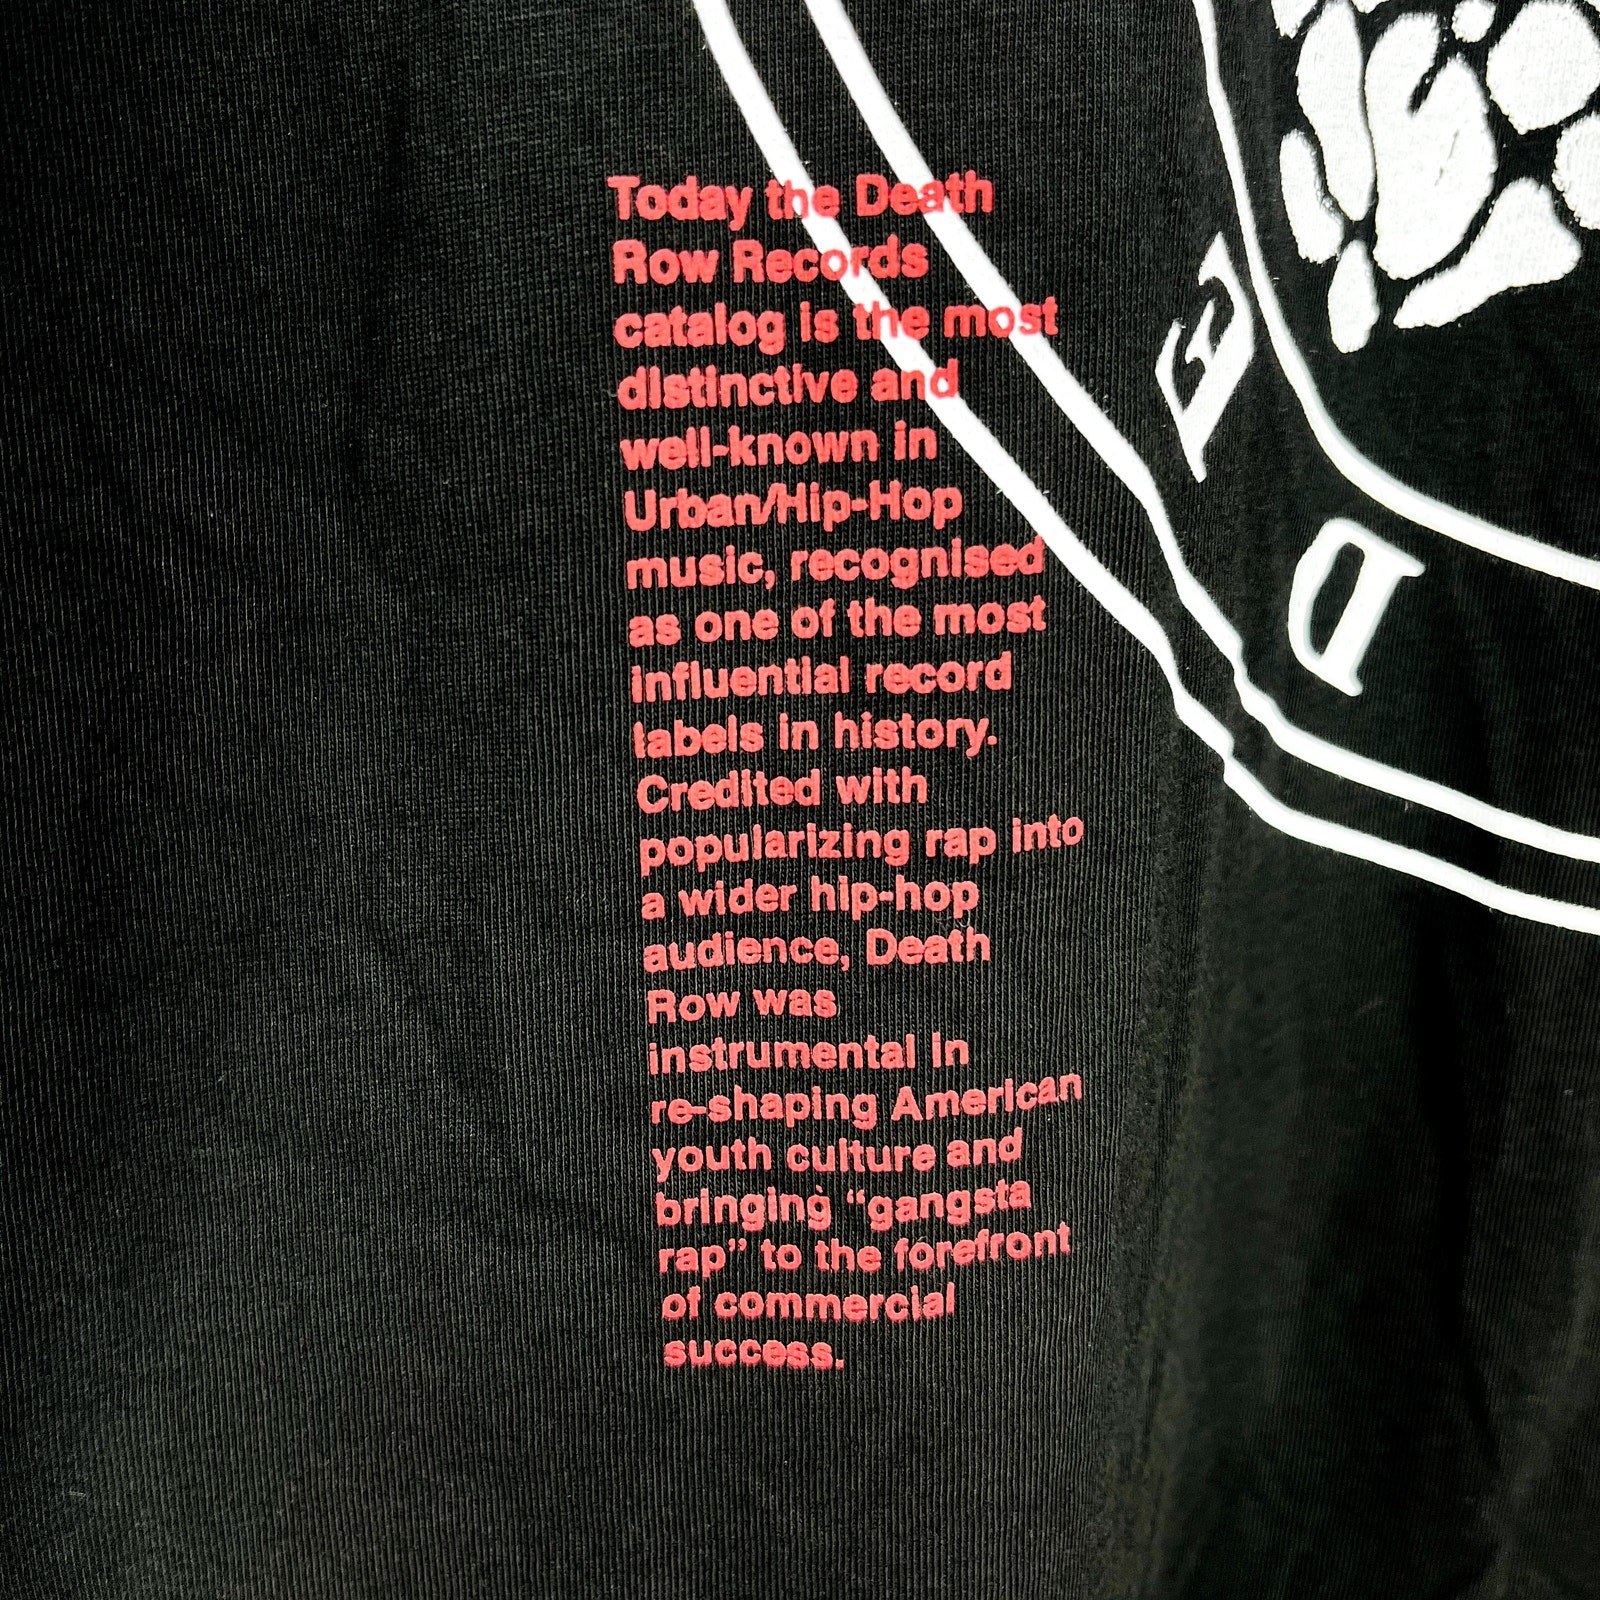 Today the Death
Row Records
catalog is the most
distinctive and
well-known in
Urban/Hip-Hop
music, recognised
as one of the most
influential record
labels in history.
Credited with
popularizing rap into
a wider hip-hop
audience, Death
Row was
instrumental in
re-shaping American
youth culture and
bringing “gangsta
rap” to the forefront
of commercial
success.
D